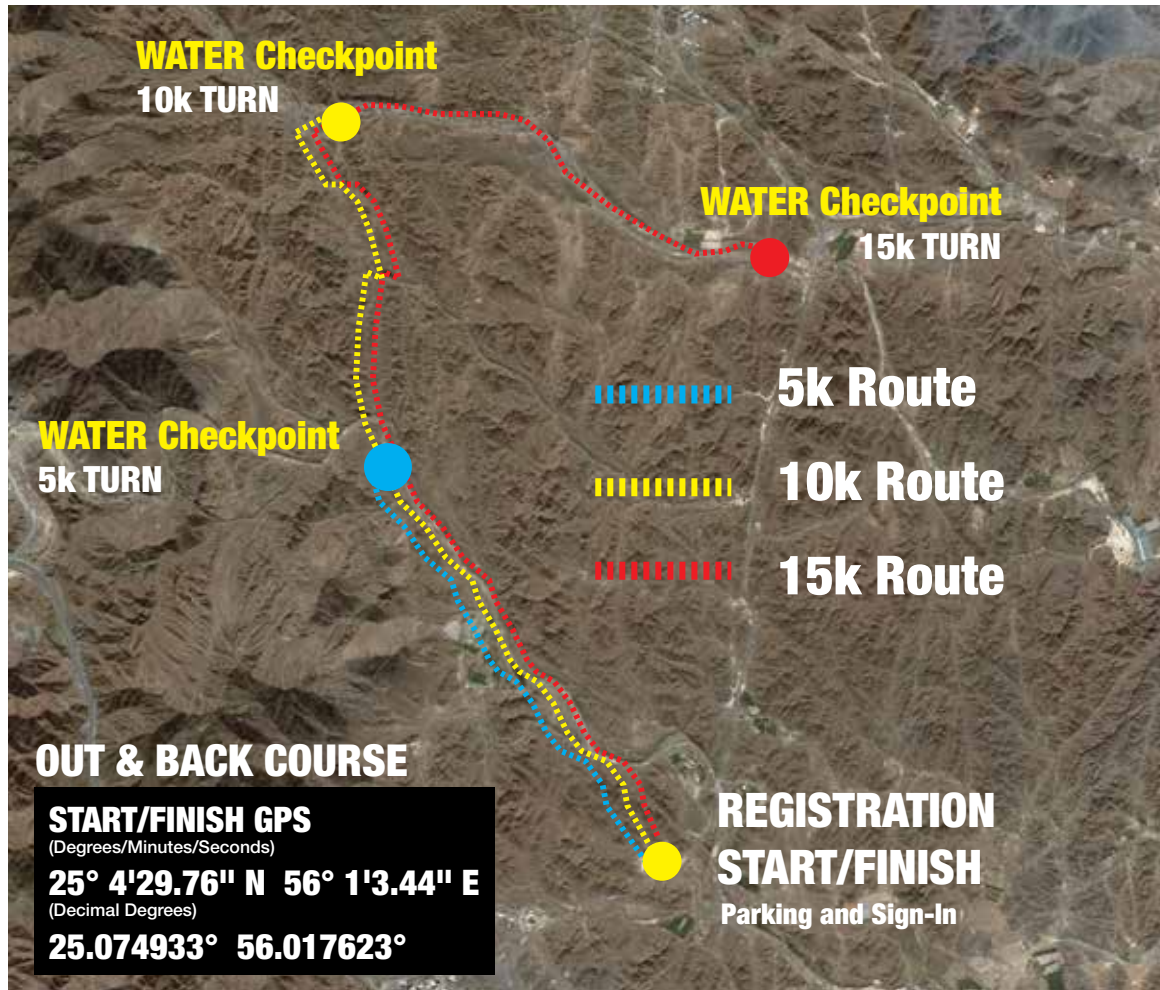 WATER Checkpoint
10k TURN
WATER Checkpoint
15k TURN
5k Route
WATER Checkpoint
5k TURN
10k Route
15k Route
OUT & BACK COURSE
START/FINISH GPS
(Degrees/Minutes/Seconds)
25° 4'29.76" N 56° 1'3.44" E
(Decimal Degrees)
25.074933° 56.017623°
REGISTRATION
START/FINISH
Parking and Sign-In